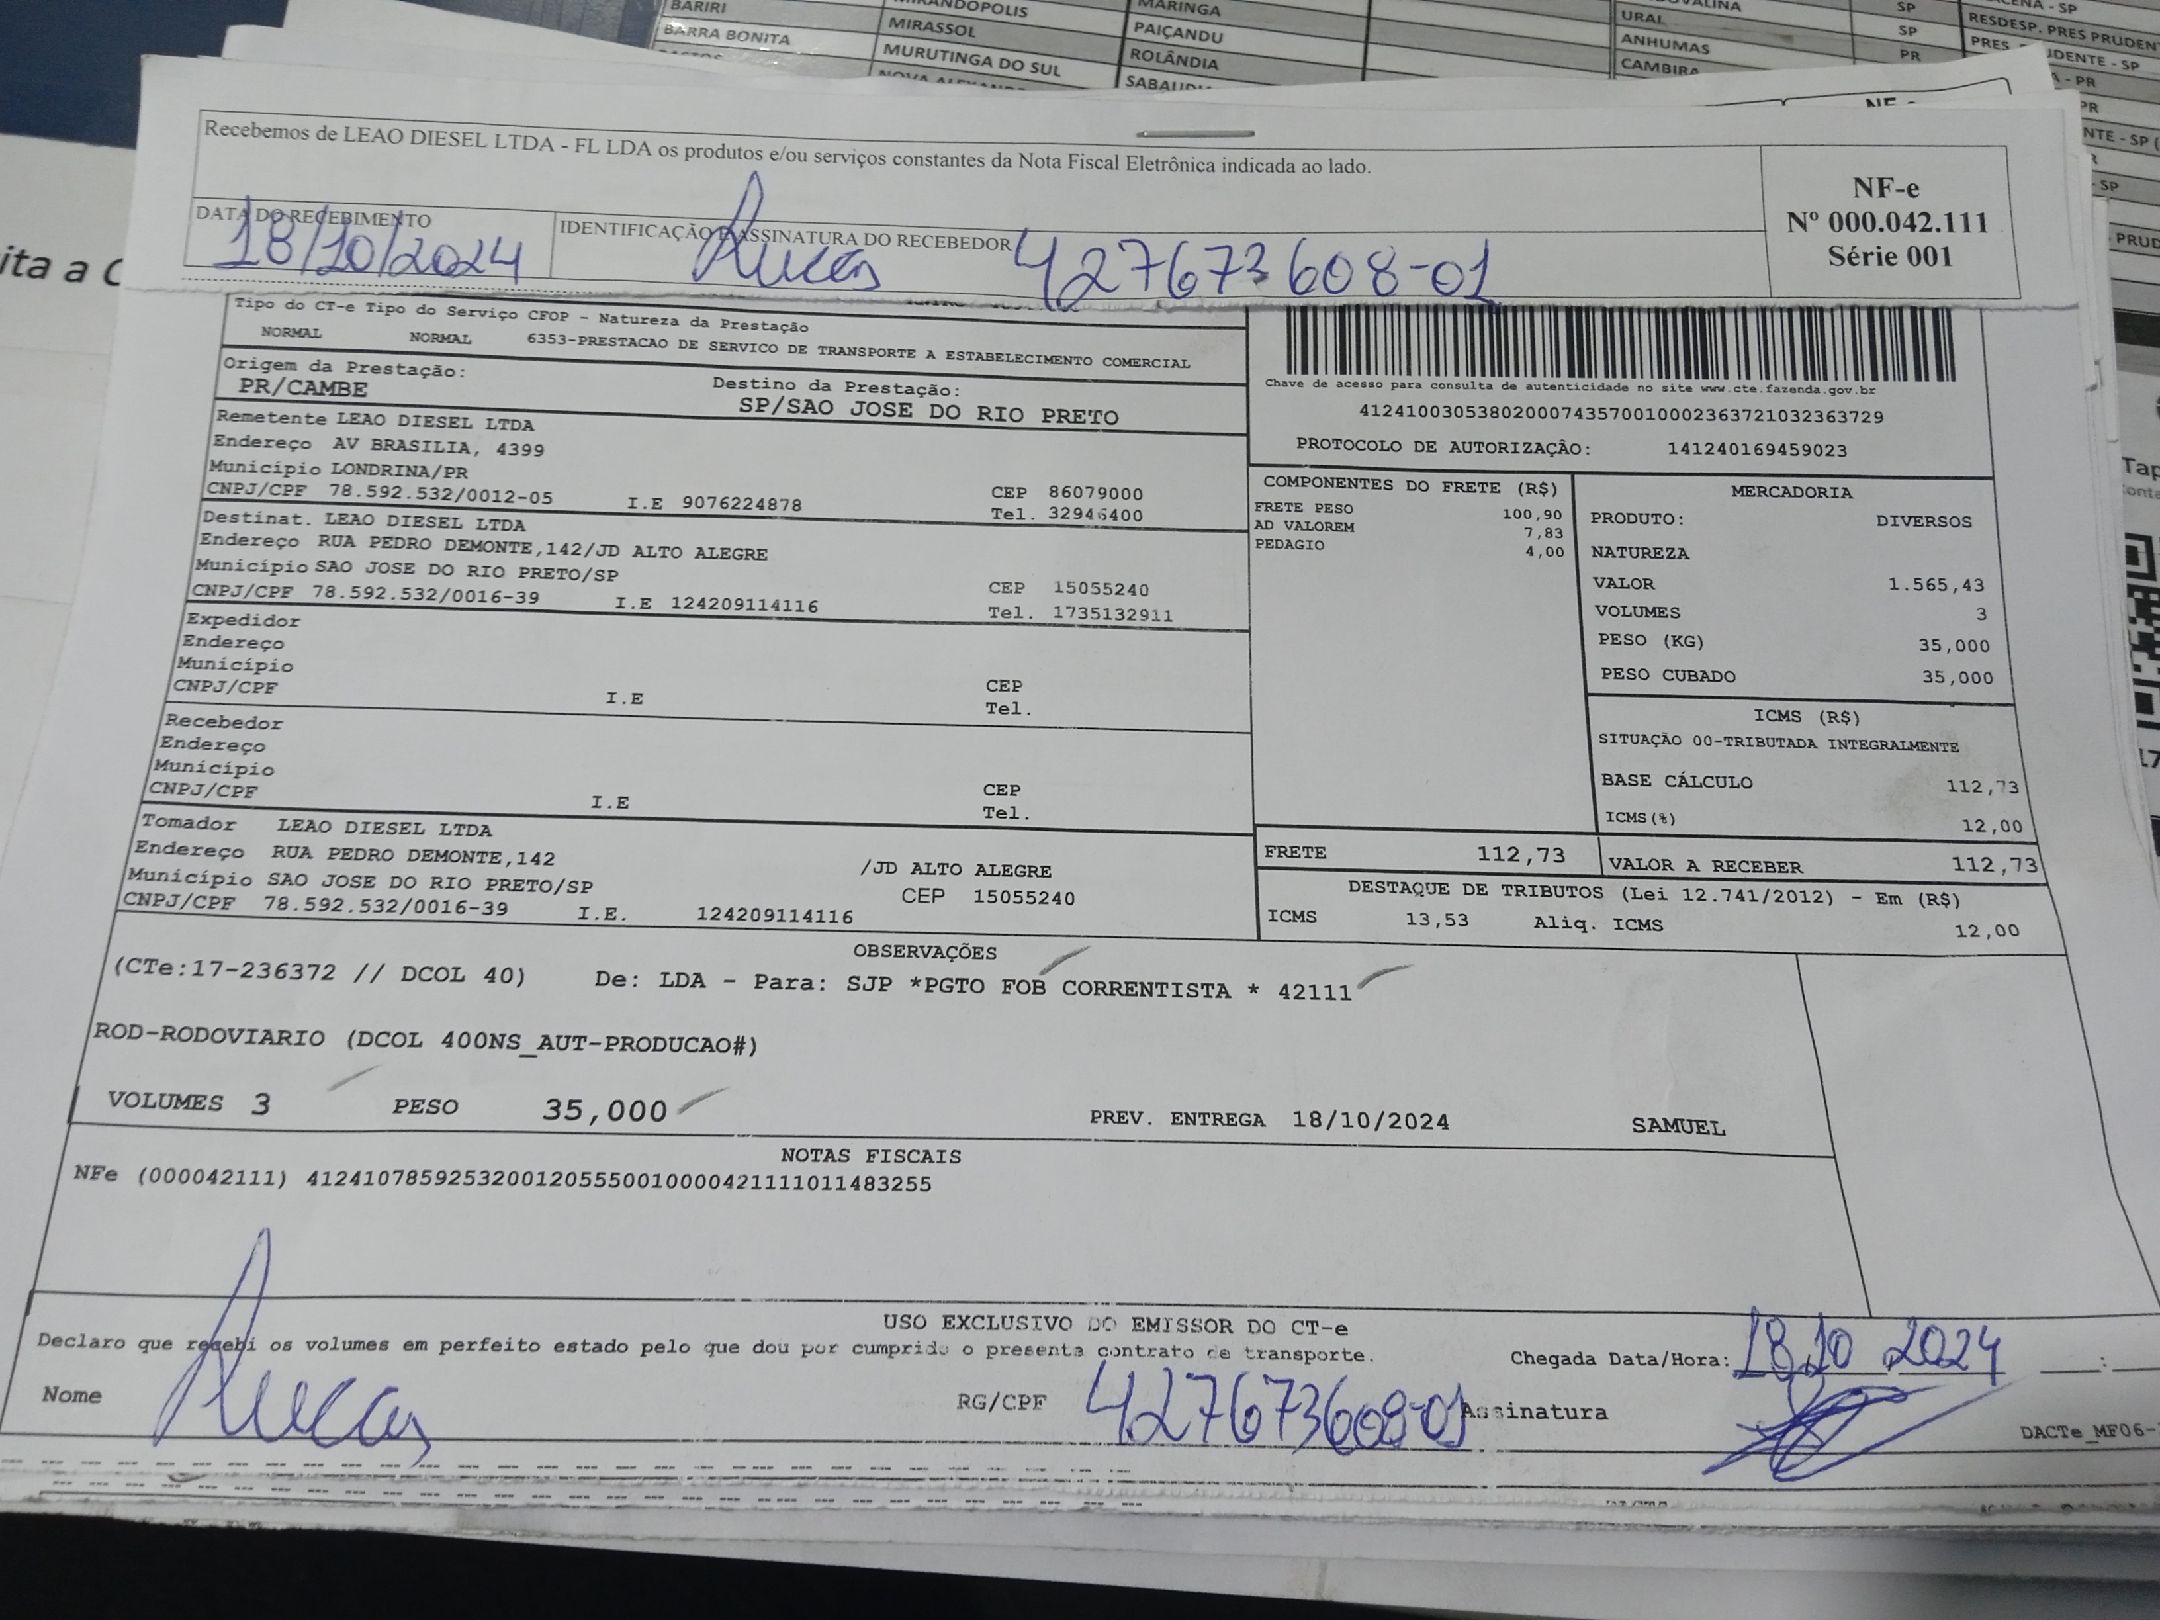 BARIRI
MIRASSOL
MARINGA
PAIÇANDU
URAL
SP
BARRA BONITA
MURUTINGA DO SUL
ROLÂNDIA
ANHUMAS
SP
CAMBIRA
PR
RESDESP. PRES PRUDEN
ita a C
Recebemos de LEAO DIESEL LTDA - FL LDA os produtos e/ou serviços constantes da Nota Fiscal Eletrônica indicada ao lado.
NF-e
Nº 000.042.111
Série 001
DATA DO RECEBIMENTO
18/10/2024
IDENTIFICAÇÃO E ASSINATURA DO RECEBEDOR
Lucas 427673608-01
Tipo do CT-e Tipo do Serviço CFOP - Natureza da Prestação
NORMAL NORMAL 6353-PRESTACAO DE SERVICO DE TRANSPORTE A ESTABELECIMENTO COMERCIAL
Origem da Prestação: Destino da Prestação:
PR/CAMBE SP/SAO JOSE DO RIO PRETO
Chave de acesso para consulta de autenticidade no site www.cte.fazenda.gov.br
41241003053802000743570010002363721032363729
PROTOCOLO DE AUTORIZAÇÃO: 141240169459023
Remetente LEAO DIESEL LTDA
Endereço AV BRASILIA, 4399
Município LONDRINA/PR CEP 86079000
CNPJ/CPF 78.592.532/0012-05 I.E 9076224878 Tel. 32946400
Destinat. LEAO DIESEL LTDA
Endereço RUA PEDRO DEMONTE,142/JD ALTO ALEGRE
Município SAO JOSE DO RIO PRETO/SP CEP 15055240
CNPJ/CPF 78.592.532/0016-39 I.E 124209114116 Tel. 1735132911
Expedidor
Endereço
Município CEP
CNPJ/CPF I.E Tel.
Recebedor
Endereço
Município CEP
CNPJ/CPF I.E Tel.
Tomador LEAO DIESEL LTDA
Endereço RUA PEDRO DEMONTE,142 /JD ALTO ALEGRE
Município SAO JOSE DO RIO PRETO/SP CEP 15055240
CNPJ/CPF 78.592.532/0016-39 I.E. 124209114116
COMPONENTES DO FRETE (R$)
FRETE PESO 100,90
AD VALOREM 7,83
PEDAGIO 4,00
MERCADORIA
PRODUTO: DIVERSOS
NATUREZA
VALOR 1.565,43
VOLUMES 3
PESO (KG) 35,000
PESO CUBADO 35,000
ICMS (R$)
SITUAÇÃO 00-TRIBUTADA INTEGRALMENTE
BASE CÁLCULO 112,73
ICMS(%) 12,00
FRETE 112,73 VALOR A RECEBER 112,73
DESTAQUE DE TRIBUTOS (Lei 12.741/2012) - Em (R$)
ICMS 13,53 Aliq. ICMS 12,00
OBSERVAÇÕES
(CTe:17-236372 // DCOL 40) De: LDA - Para: SJP *PGTO FOB CORRENTISTA * 42111
ROD-RODOVIARIO (DCOL 400NS_AUT-PRODUCAO#)
VOLUMES 3 PESO 35,000 PREV. ENTREGA 18/10/2024 SAMUEL
NOTAS FISCAIS
NFe (000042111) 41241078592532001205550010000421111011483255
USO EXCLUSIVO DO EMISSOR DO CT-e
Declaro que recebi os volumes em perfeito estado pelo que dou por cumprido o presente contrato de transporte.
Chegada Data/Hora: 18 10 2024 :
Nome Lucas RG/CPF 427673608-01 Assinatura
DACTe_MF06-